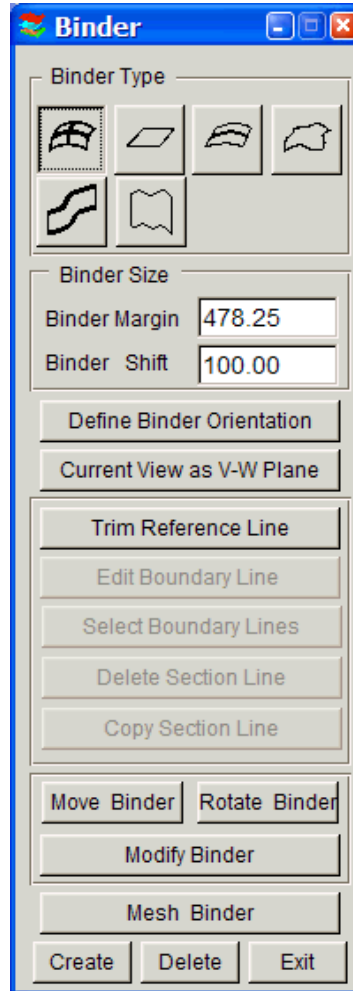 Binder
Binder Type
Binder Size
Binder Margin 478.25
Binder Shift 100.00
Define Binder Orientation
Current View as V-W Plane
Trim Reference Line
Edit Boundary Line
Select Boundary Lines
Delete Section Line
Copy Section Line
Move Binder Rotate Binder
Modify Binder
Mesh Binder
Create Delete Exit